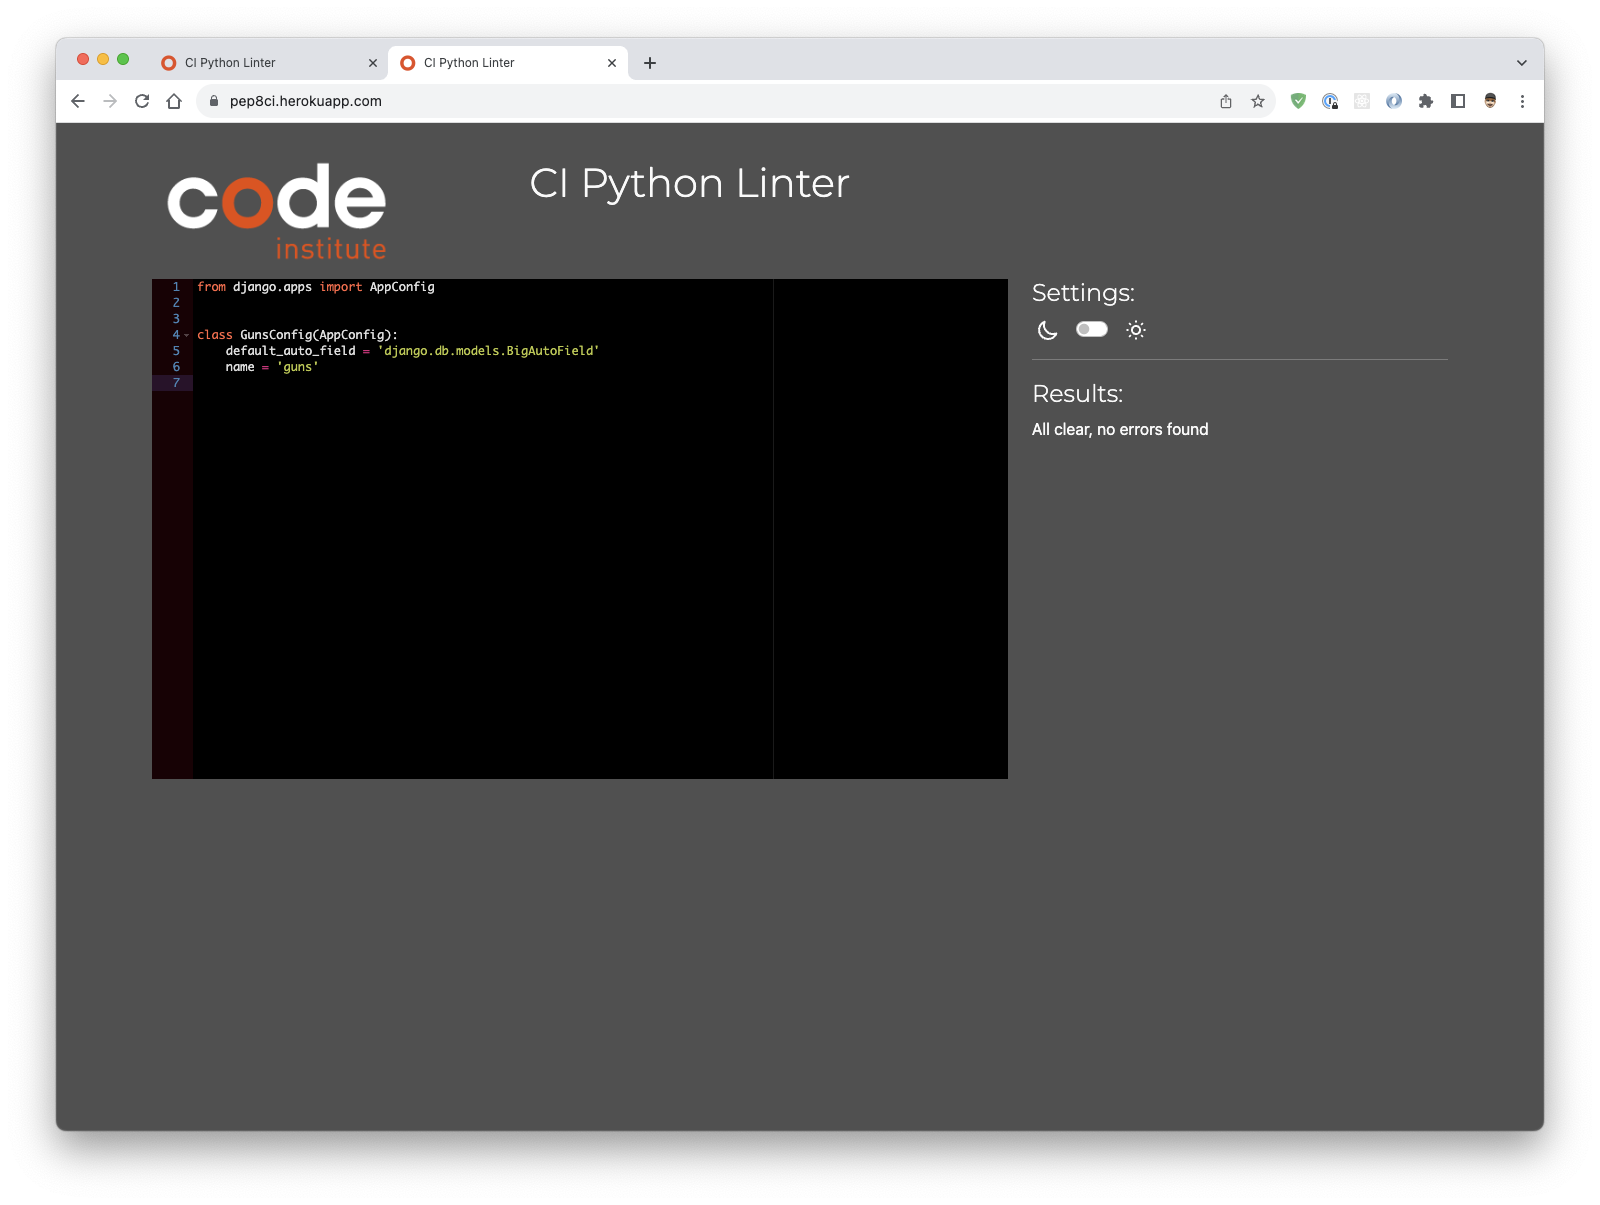 CI Python Linter
CI Python Linter
pep8ci.herokuapp.com
code
institute
CI Python Linter
1 from django.apps import AppConfig
2
3
4 class GunsConfig(AppConfig):
5     default_auto_field = 'django.db.models.BigAutoField'
6     name = 'guns'
7
Settings:
Results:
All clear, no errors found